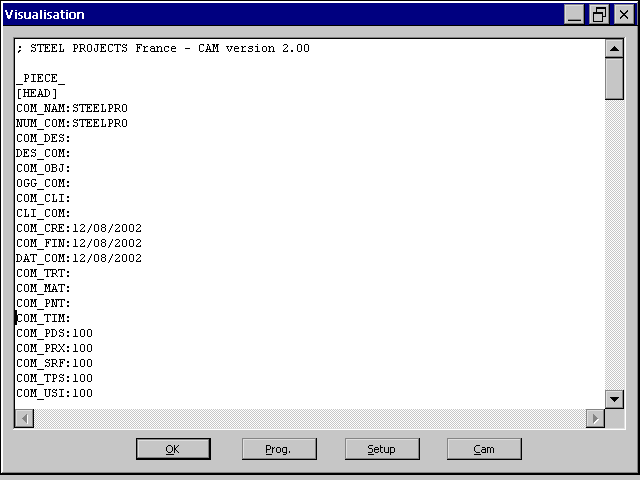 Visualisation
; STEEL PROJECTS France - CAM version 2.00
_PIECE_
[HEAD]
COM_NAM:STEELPRO
NUM_COM:STEELPRO
COM_DES:
DES_COM:
COM_OBJ:
OGG_COM:
COM_CLI:
CLI_COM:
COM_CRE:12/08/2002
COM_FIN:12/08/2002
DAT_COM:12/08/2002
COM_TRT:
COM_MAT:
COM_PNT:
COM_TIM:
COM_PDS:100
COM_PRX:100
COM_SRF:100
COM_TPS:100
COM_USI:100
OK Prog. Setup Cam